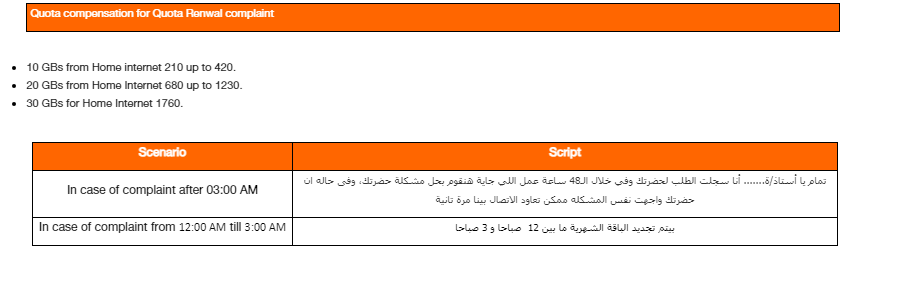 Quota compensation for Quota Renwal complaint
10 GBs from Home internet 210 up to 420.
20 GBs from Home Internet 680 up to 1230.
30 GBs for Home Internet 1760.
Scenario
Script
In case of complaint after 03:00 AM
تمام يا أستاذ/ة....... أنا سجلت الطلب لحضرتك وفي خلال الـ48 ساعة عمل اللي جاية هنقوم بحل مشكلة حضرتك، وفي حاله ان
حضرتك واجهت نفس المشكله ممكن تعاود الاتصال بينا مرة تانية
In case of complaint from 12:00 AM till 3:00 AM
بيتم تجديد الباقة الشهرية ما بين 12 صباحا و 3 صباحا